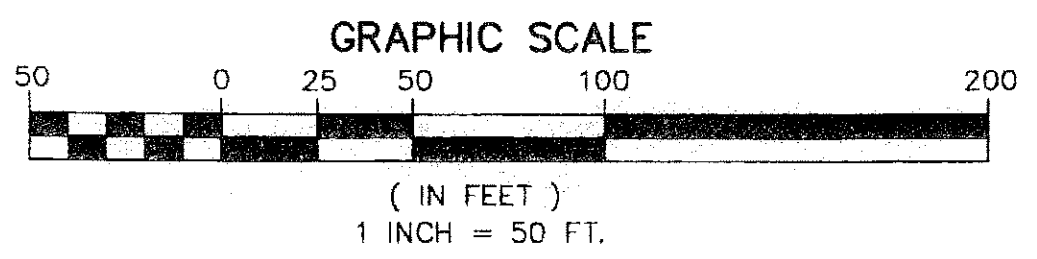 GRAPHIC SCALE
50 0 25 50 100 200
( IN FEET )
1 INCH = 50 FT.